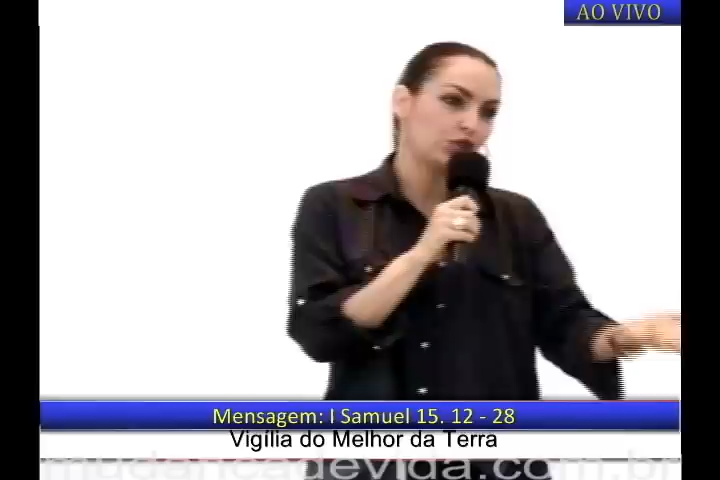 AO VIVO
Mensagem: I Samuel 15. 12 - 28
Vigília do Melhor da Terra
mudancadevida.com.br